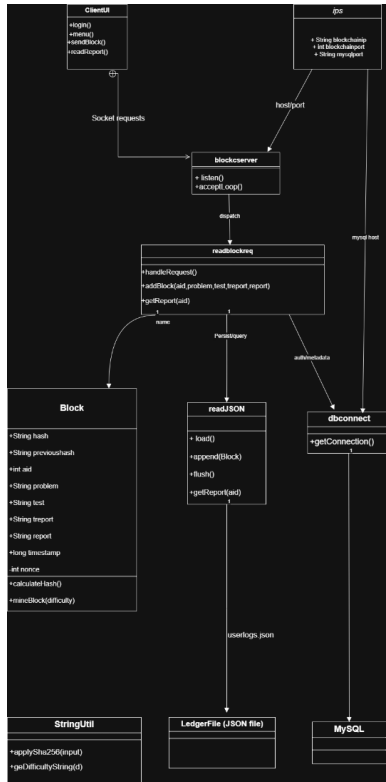 ClientUI
+login()
+menu()
+sendBlock()
+readReport()
ips
+ String blockchainip
+ int blockchainport
+ String mysqlport
Socket requests
host/port
blockcserver
+ listen()
+acceptLoop()
dispatch
mysql host
readblockreq
+handleRequest()
+addBlock(aid,problem,test,treport,report)
+getReport(aid)
1
1
name
Persist/query
auth/metadata
Block
+String hash
+String previoushash
+int aid
+String problem
+String test
+String treport
+String report
+long timestamp
-int nonce
+calculateHash()
+mineBlock(difficulty)
readJSON
+ load()
+append(Block)
+flush()
+getReport(aid)
1
dbconnect
+getConnection()
1
userlogs.json
StringUtil
+applySha256(input)
+geDifficultyString(d)
LedgerFile (JSON file)
MySQL